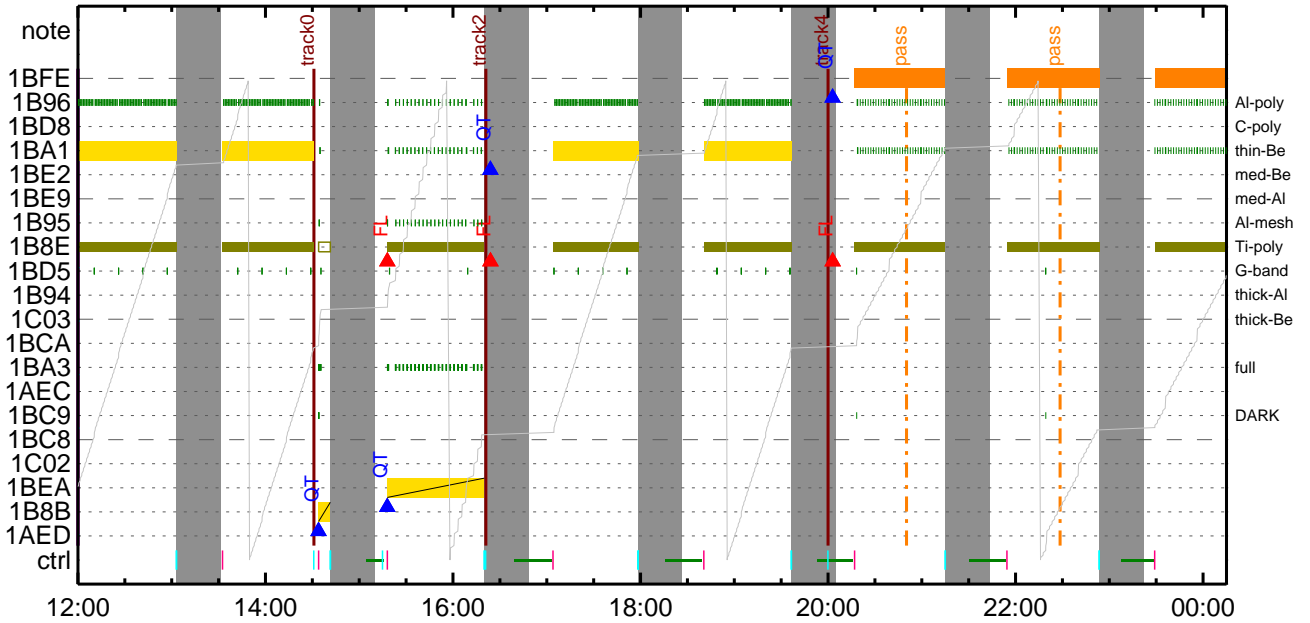 note
track0
track2
track4
pass
pass
1BFE
QT
1B96
Al-poly
QT
1BD8
C-poly
1BA1
thin-Be
1BE2
med-Be
1BE9
med-Al
1B95
Al-mesh
FL
FL
FL
1B8E
Ti-poly
1BD5
G-band
1B94
thick-Al
1C03
thick-Be
1BCA
1BA3
full
1AEC
1BC9
DARK
1BC8
1C02
QT
QT
1BEA
1B8B
1AED
ctrl
12:00 14:00 16:00 18:00 20:00 22:00 00:00